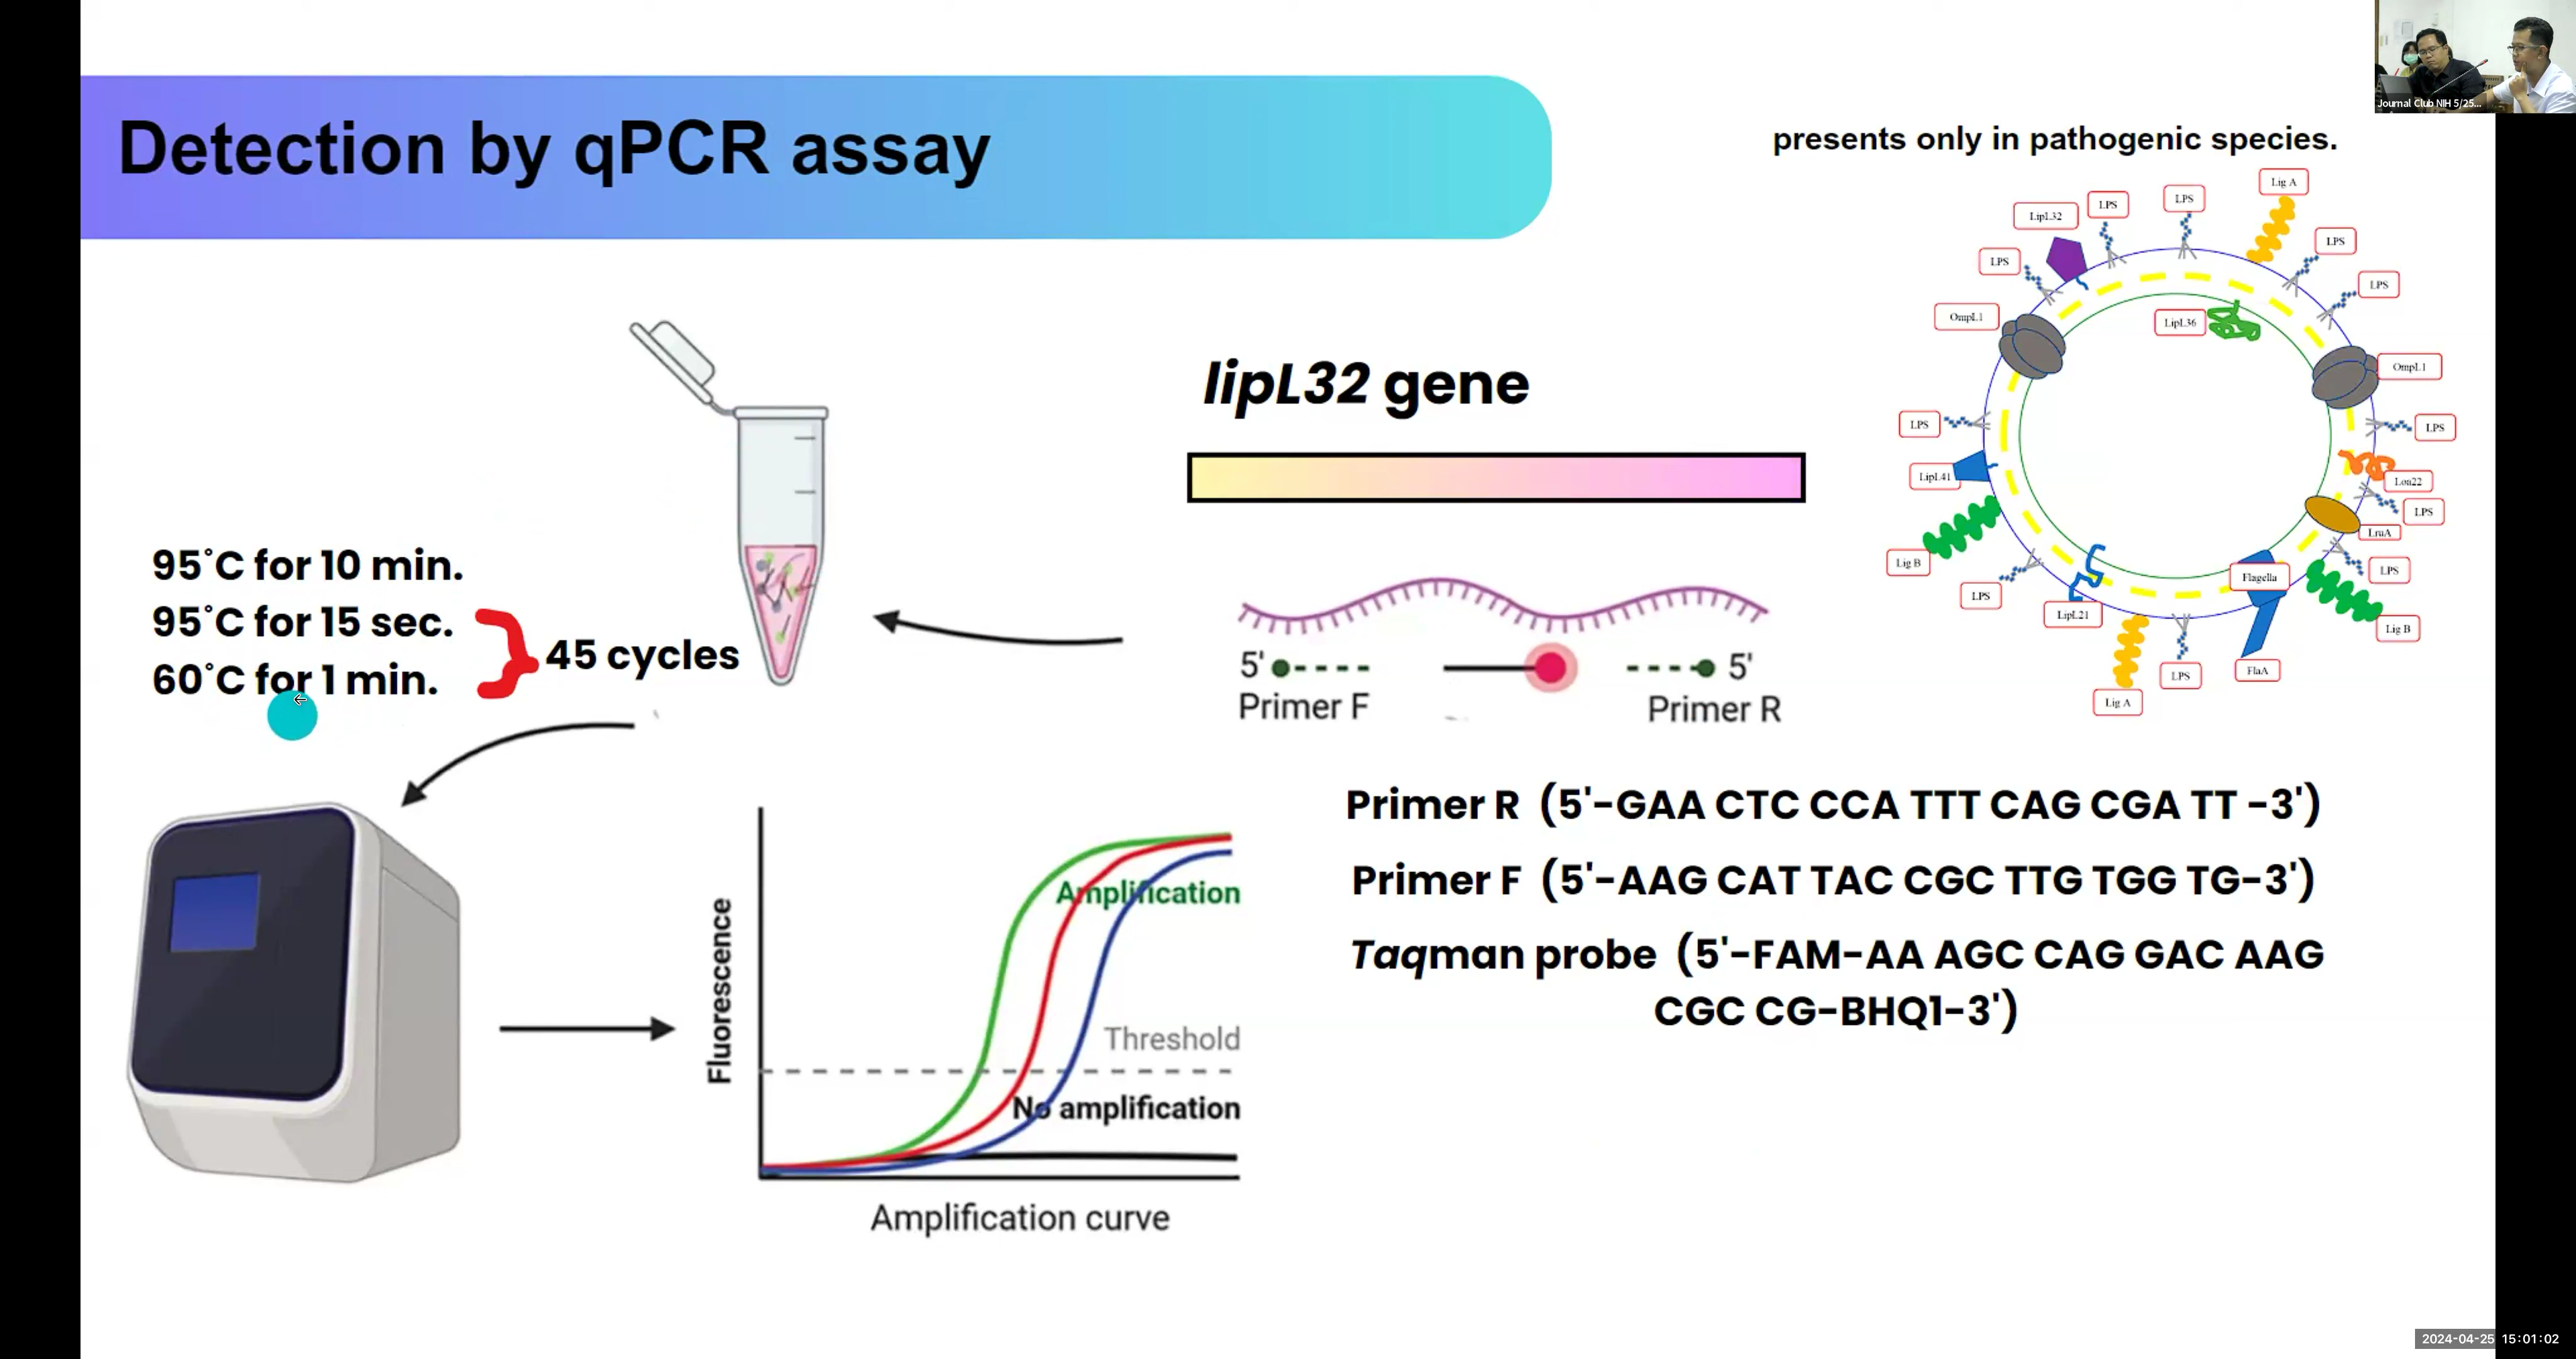 Journal Club NIH 5/25...
Detection by qPCR assay
presents only in pathogenic species.
Lig A
LPS
LPS
LipL32
LPS
LPS
LPS
OmpL1
LipL36
OmpL1
LPS
LPS
LipL41
Lou22
LPS
LruA
Lig B
LPS
Flagella
LPS
LipL21
Lig B
FlaA
LPS
Lig A
lipL32 gene
95°C for 10 min.
95°C for 15 sec.
60°C for 1 min.
45 cycles
5' 5'
Primer F Primer R
Primer R (5'-GAA CTC CCA TTT CAG CGA TT -3')
Primer F (5'-AAG CAT TAC CGC TTG TGG TG-3')
Taqman probe (5'-FAM-AA AGC CAG GAC AAG
CGC CG-BHQ1-3')
Fluorescence
Amplification
Threshold
No amplification
Amplification curve
2024-04-25 15:01:02